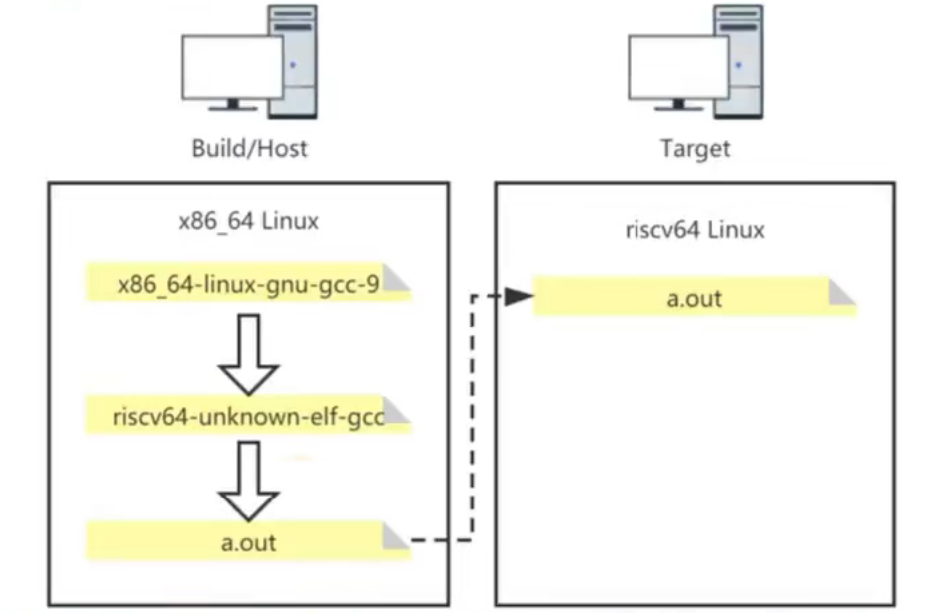 Build/Host
x86_64 Linux
x86_64-linux-gnu-gcc-9
riscv64-unknown-elf-gcc
a.out
Target
riscv64 Linux
a.out